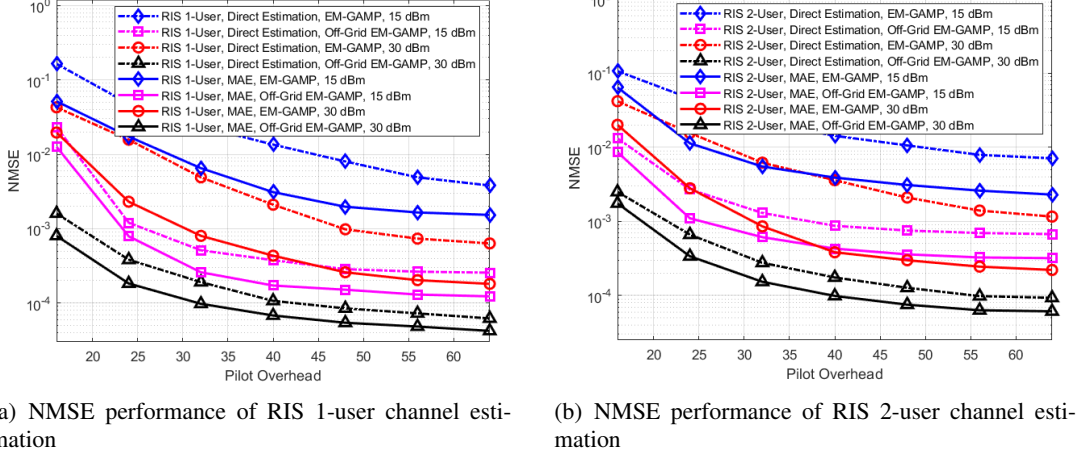 10^0
10^-1
10^-2
10^-3
10^-4
NMSE
RIS 1-User, Direct Estimation, EM-GAMP, 15 dBm
RIS 1-User, Direct Estimation, Off-Grid EM-GAMP, 15 dBm
RIS 1-User, Direct Estimation, EM-GAMP, 30 dBm
RIS 1-User, Direct Estimation, Off-Grid EM-GAMP, 30 dBm
RIS 1-User, MAE, EM-GAMP, 15 dBm
RIS 1-User, MAE, Off-Grid EM-GAMP, 15 dBm
RIS 1-User, MAE, EM-GAMP, 30 dBm
RIS 1-User, MAE, Off-Grid EM-GAMP, 30 dBm
20 25 30 35 40 45 50 55 60
Pilot Overhead
a) NMSE performance of RIS 1-user channel esti-
mation
10^-1
10^-2
10^-3
10^-4
NMSE
RIS 2-User, Direct Estimation, EM-GAMP, 15 dBm
RIS 2-User, Direct Estimation, Off-Grid EM-GAMP, 15 dBm
RIS 2-User, Direct Estimation, EM-GAMP, 30 dBm
RIS 2-User, Direct Estimation, Off-Grid EM-GAMP, 30 dBm
RIS 2-User, MAE, EM-GAMP, 15 dBm
RIS 2-User, MAE, Off-Grid EM-GAMP, 15 dBm
RIS 2-User, MAE, EM-GAMP, 30 dBm
RIS 2-User, MAE, Off-Grid EM-GAMP, 30 dBm
20 25 30 35 40 45 50 55 60
Pilot Overhead
(b) NMSE performance of RIS 2-user channel esti-
mation